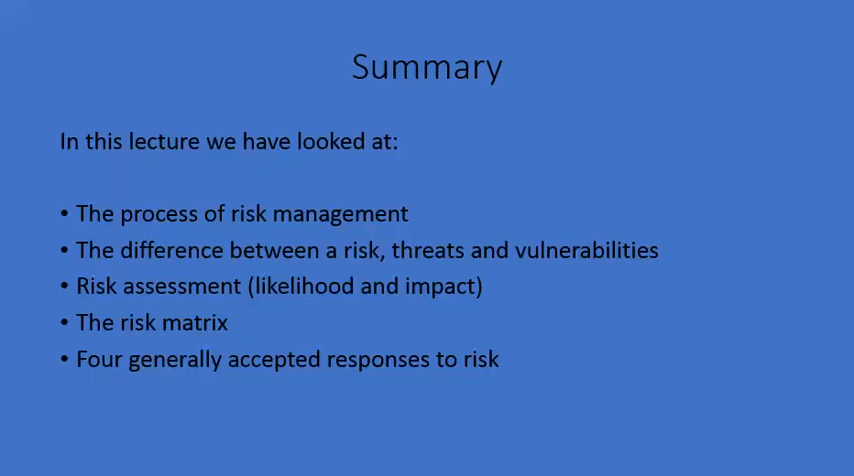 Summary
In this lecture we have looked at:
• The process of risk management
• The difference between a risk, threats and vulnerabilities
• Risk assessment (likelihood and impact)
• The risk matrix
• Four generally accepted responses to risk